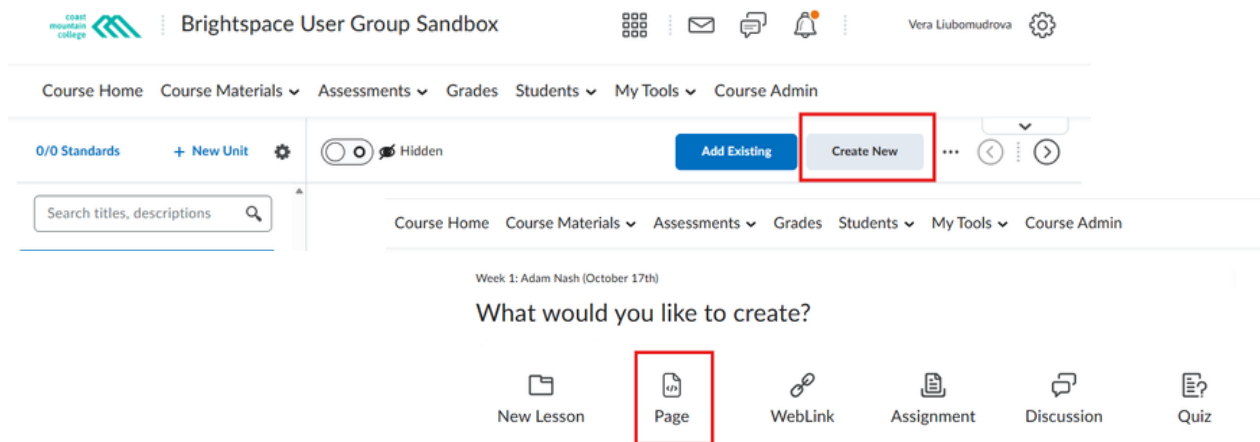 coast
mountain
college
Brightspace User Group Sandbox
Vera Liubomudrova
Course Home Course Materials Assessments Grades Students My Tools Course Admin
0/0 Standards + New Unit Hidden Add Existing Create New ...
Search titles, descriptions
Course Home Course Materials Assessments Grades Students My Tools Course Admin
Week 1: Adam Nash (October 17th)
What would you like to create?
New Lesson Page WebLink Assignment Discussion Quiz